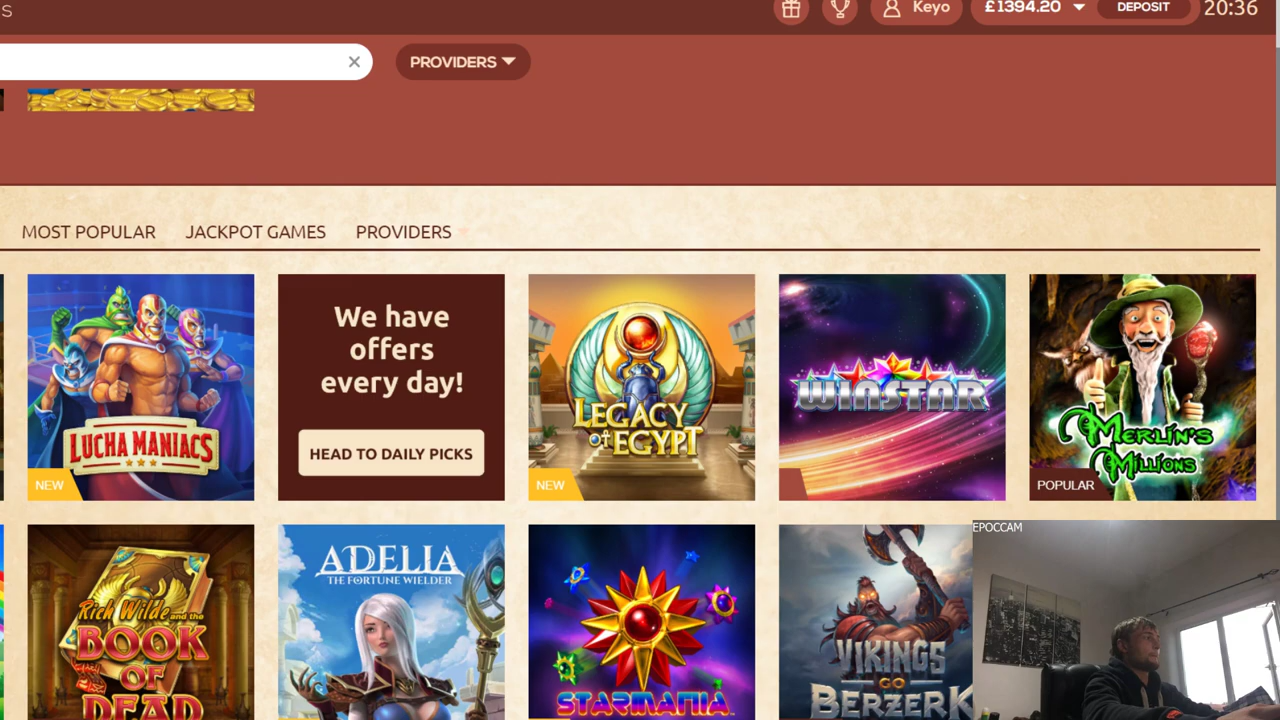 S
Keyo
£1394.20
DEPOSIT
20:36
PROVIDERS
MOST POPULAR
JACKPOT GAMES
PROVIDERS
LUCHA MANIACS
NEW
We have
offers
every day!
HEAD TO DAILY PICKS
LEGACY
of EGYPT
NEW
WINSTAR
MERLIN'S
MILLIONS
POPULAR
EPOCCAM
RICH WILDE and the
BOOK
OF
DEAD
ADELIA
THE FORTUNE WIELDER
STARMANIA
VIKINGS
GO
BERZERK